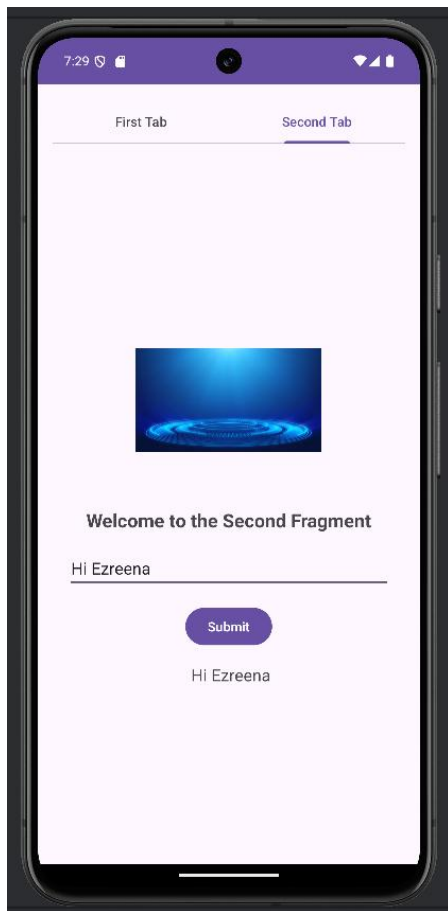 7:29
First Tab
Second Tab
Welcome to the Second Fragment
Hi Ezreena
Submit
Hi Ezreena